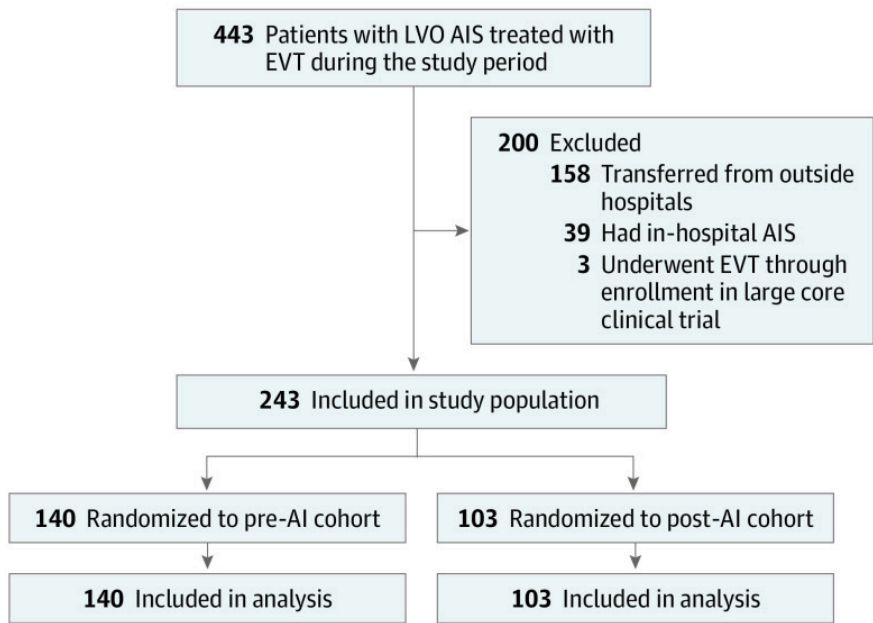 443 Patients with LVO AIS treated with
EVT during the study period
200 Excluded
158 Transferred from outside
hospitals
39 Had in-hospital AIS
3 Underwent EVT through
enrollment in large core
clinical trial
243 Included in study population
140 Randomized to pre-AI cohort
103 Randomized to post-AI cohort
140 Included in analysis
103 Included in analysis